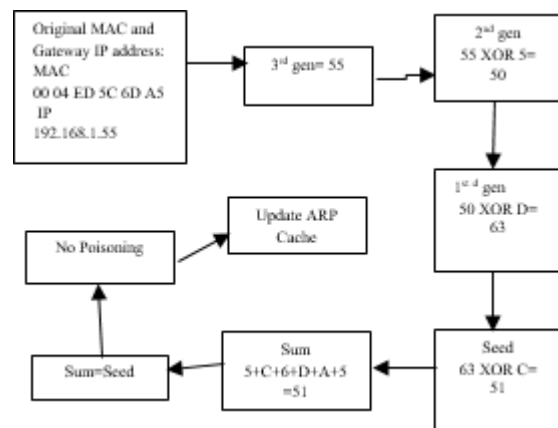 Original MAC and
Gateway IP address:
MAC
00 04 ED 5C 6D A5
IP
192.168.1.55
3rd gen= 55
2nd gen
55 XOR 5=
50
1st d gen
50 XOR D=
63
Seed
63 XOR C=
51
Sum
5+C+6+D+A+5
=51
Sum=Seed
No Poisoning
Update ARP
Cache